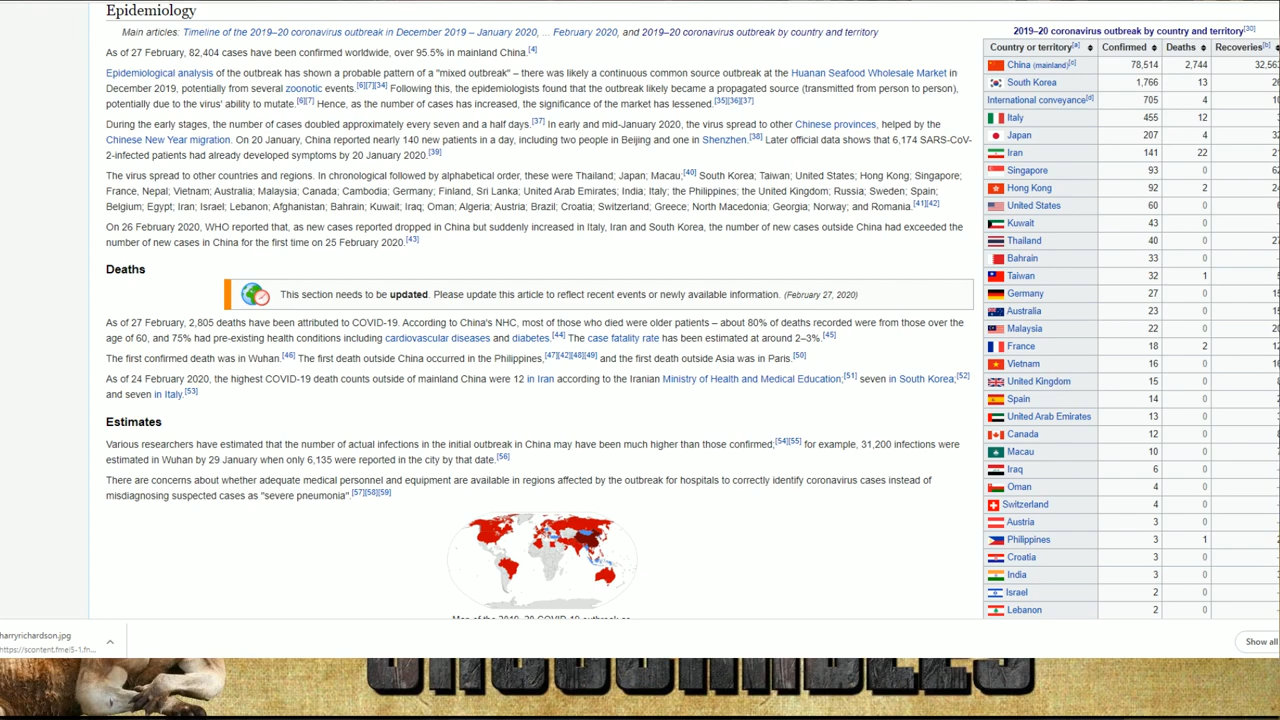 Epidemiology
Main articles: Timeline of the 2019–20 coronavirus outbreak in December 2019 – January 2020, ... February 2020, and 2019–20 coronavirus outbreak by country and territory
As of 27 February, 82,404 cases have been confirmed worldwide, over 95.5% in mainland China.[4]
Epidemiological analysis of the outbreak has shown a probable pattern of a "mixed outbreak" – there was likely a continuous common source outbreak at the Huanan Seafood Wholesale Market in
December 2019, potentially from several zoonotic events.[6][7][34] Following this, the epidemiologists found that the outbreak likely became a propagated source (transmitted from person to person),
potentially due to the virus' ability to mutate.[6][7] Hence, as the number of cases has increased, the significance of the market has lessened.[35][36][37]
During the early stages, the number of cases doubled approximately every seven and a half days.[37] In early and mid-January 2020, the virus spread to other Chinese provinces, helped by the
Chinese New Year migration. On 20 January, China reported nearly 140 new patients in a day, including two people in Beijing and one in Shenzhen.[38] Later official data shows that 6,174 SARS-CoV-
2-infected patients had already developed symptoms by 20 January 2020.[39]
The virus spread to other countries and regions. In chronological followed by alphabetical order, these were Thailand; Japan; Macau;[40] South Korea; Taiwan; United States; Hong Kong; Singapore;
France, Nepal; Vietnam; Australia; Malaysia; Canada; Cambodia; Germany; Finland, Sri Lanka; United Arab Emirates; India; Italy; the Philippines; the United Kingdom; Russia; Sweden; Spain;
Belgium; Egypt; Iran; Israel; Lebanon; Afghanistan, Bahrain; Kuwait; Iraq; Oman; Algeria; Austria; Brazil; Croatia; Switzerland; Greece; North Macedonia; Georgia; Norway; and Romania.[41][42]
On 26 February 2020, WHO reported that as new cases reported dropped in China but suddenly increased in Italy, Iran and South Korea, the number of new cases outside China had exceeded the
number of new cases in China for the first time on 25 February 2020.[43]
Deaths
This section needs to be updated. Please update this article to reflect recent events or newly available information. (February 27, 2020)
As of 27 February, 2,805 deaths have been attributed to COVID-19. According to China's NHC, most of those who died were older patients – about 80% of deaths recorded were from those over the
age of 60, and 75% had pre-existing health conditions including cardiovascular diseases and diabetes.[44] The case fatality rate has been estimated at around 2–3%.[45]
The first confirmed death was in Wuhan.[46] The first death outside China occurred in the Philippines,[47][42][48][49] and the first death outside Asia was in Paris.[50]
As of 24 February 2020, the highest COVID-19 death counts outside of mainland China were 12 in Iran according to the Iranian Ministry of Health and Medical Education;[51] seven in South Korea;[52]
and seven in Italy.[53]
Estimates
Various researchers have estimated that the number of actual infections in the initial outbreak in China may have been much higher than those confirmed;[54][55] for example, 31,200 infections were
estimated in Wuhan by 29 January when only 6,135 were reported in the city by that date.[56]
There are concerns about whether adequate medical personnel and equipment are available in regions affected by the outbreak for hospitals to correctly identify coronavirus cases instead of
misdiagnosing suspected cases as "severe pneumonia".[57][58][59]
2019–20 coronavirus outbreak by country and territory[30]
Country or territory[a] Confirmed Deaths Recoveries[b]
China (mainland)[c] 78,514 2,744 32,56
South Korea 1,766 13 2
International conveyance[d] 705 4 1
Italy 455 12
Japan 207 4 3
Iran 141 22
Singapore 93 0 6
Hong Kong 92 2
United States 60 0
Kuwait 43 0
Thailand 40 0 2
Bahrain 33 0
Taiwan 32 1
Germany 27 0 1
Australia 23 0 1
Malaysia 22 0
France 18 2 1
Vietnam 16 0
United Kingdom 15 0
Spain 14 0
United Arab Emirates 13 0
Canada 12 0
Macau 10 0
Iraq 6 0
Oman 4 0
Switzerland 4 0
Austria 3 0
Philippines 3 1
Croatia 3 0
India 3 0
Israel 2 0
Lebanon 2 0
harryrichardson.jpg
https://scontent.fmel5-1.fn...
Show all